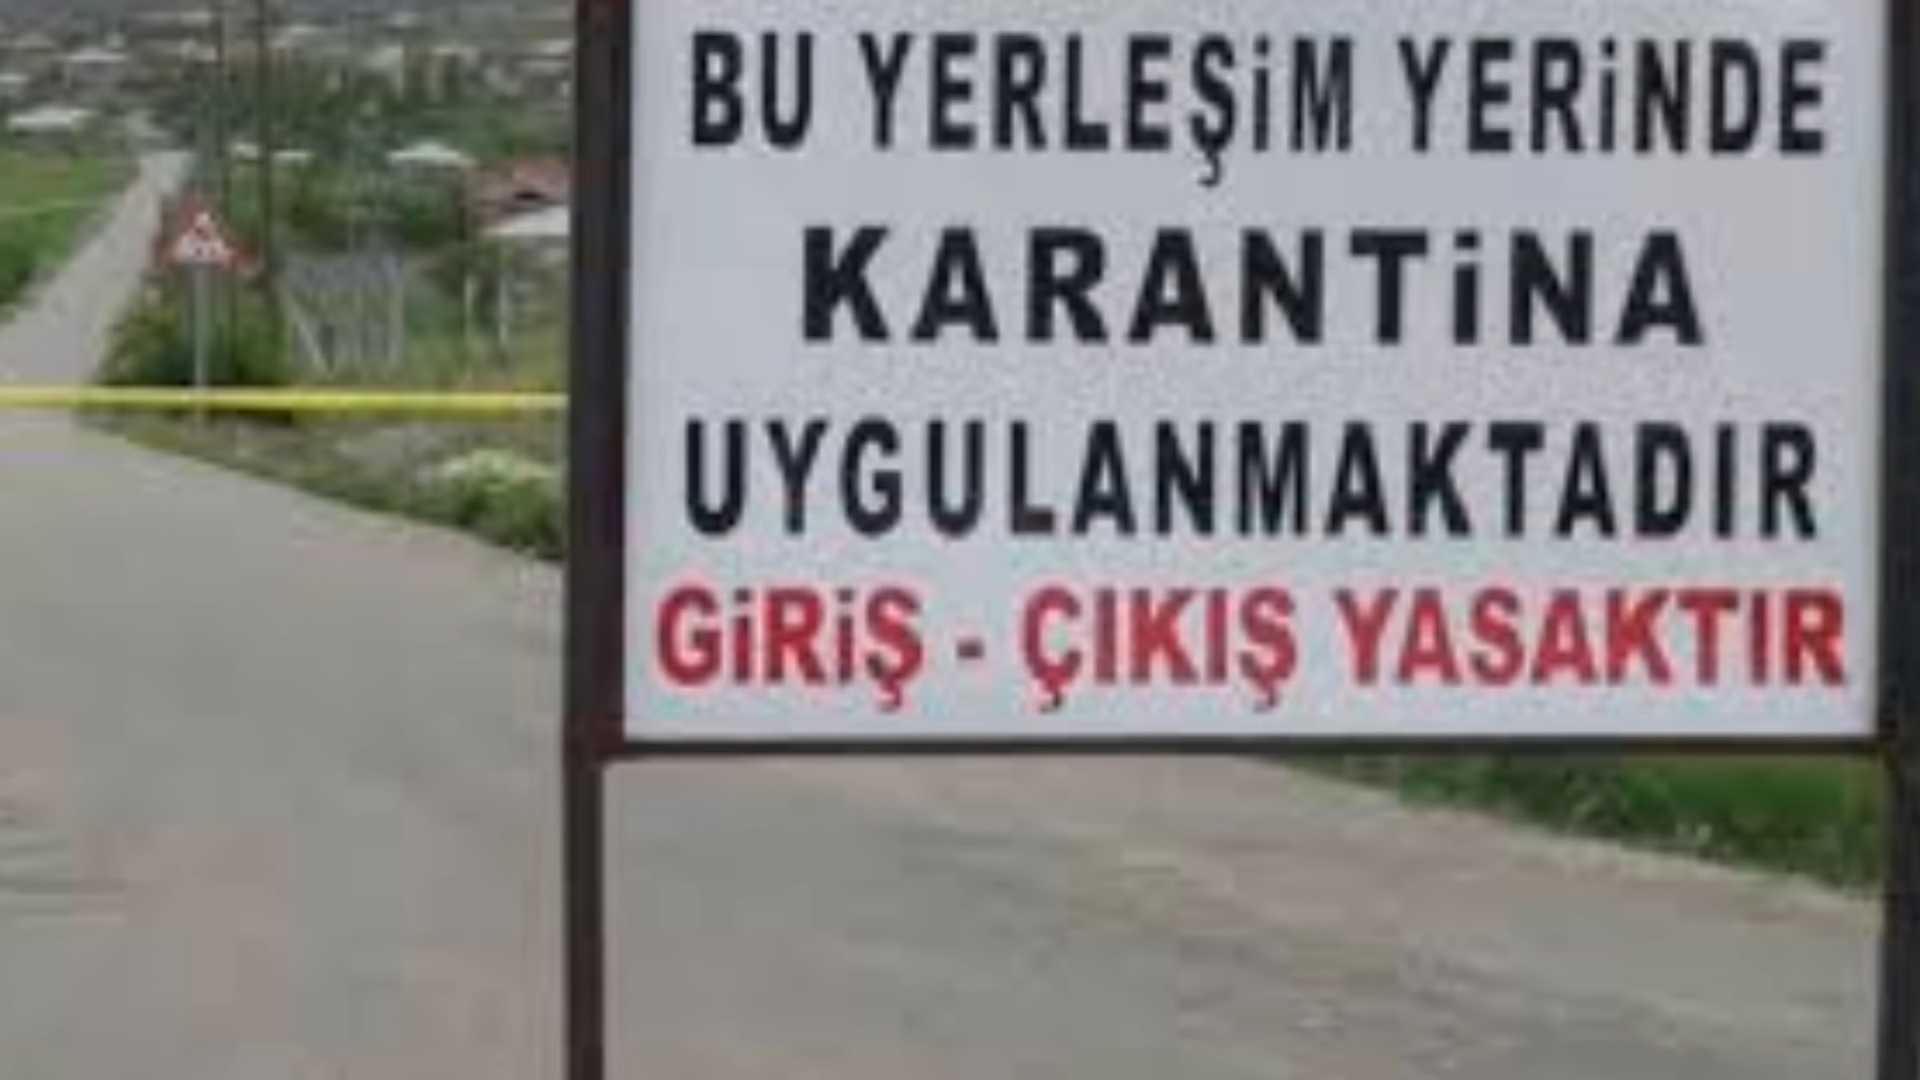 BU YERLEŞİM YERİNDE
KARANTİNA
UYGULANMAKTADIR
GİRİŞ - ÇIKIŞ YASAKTIR